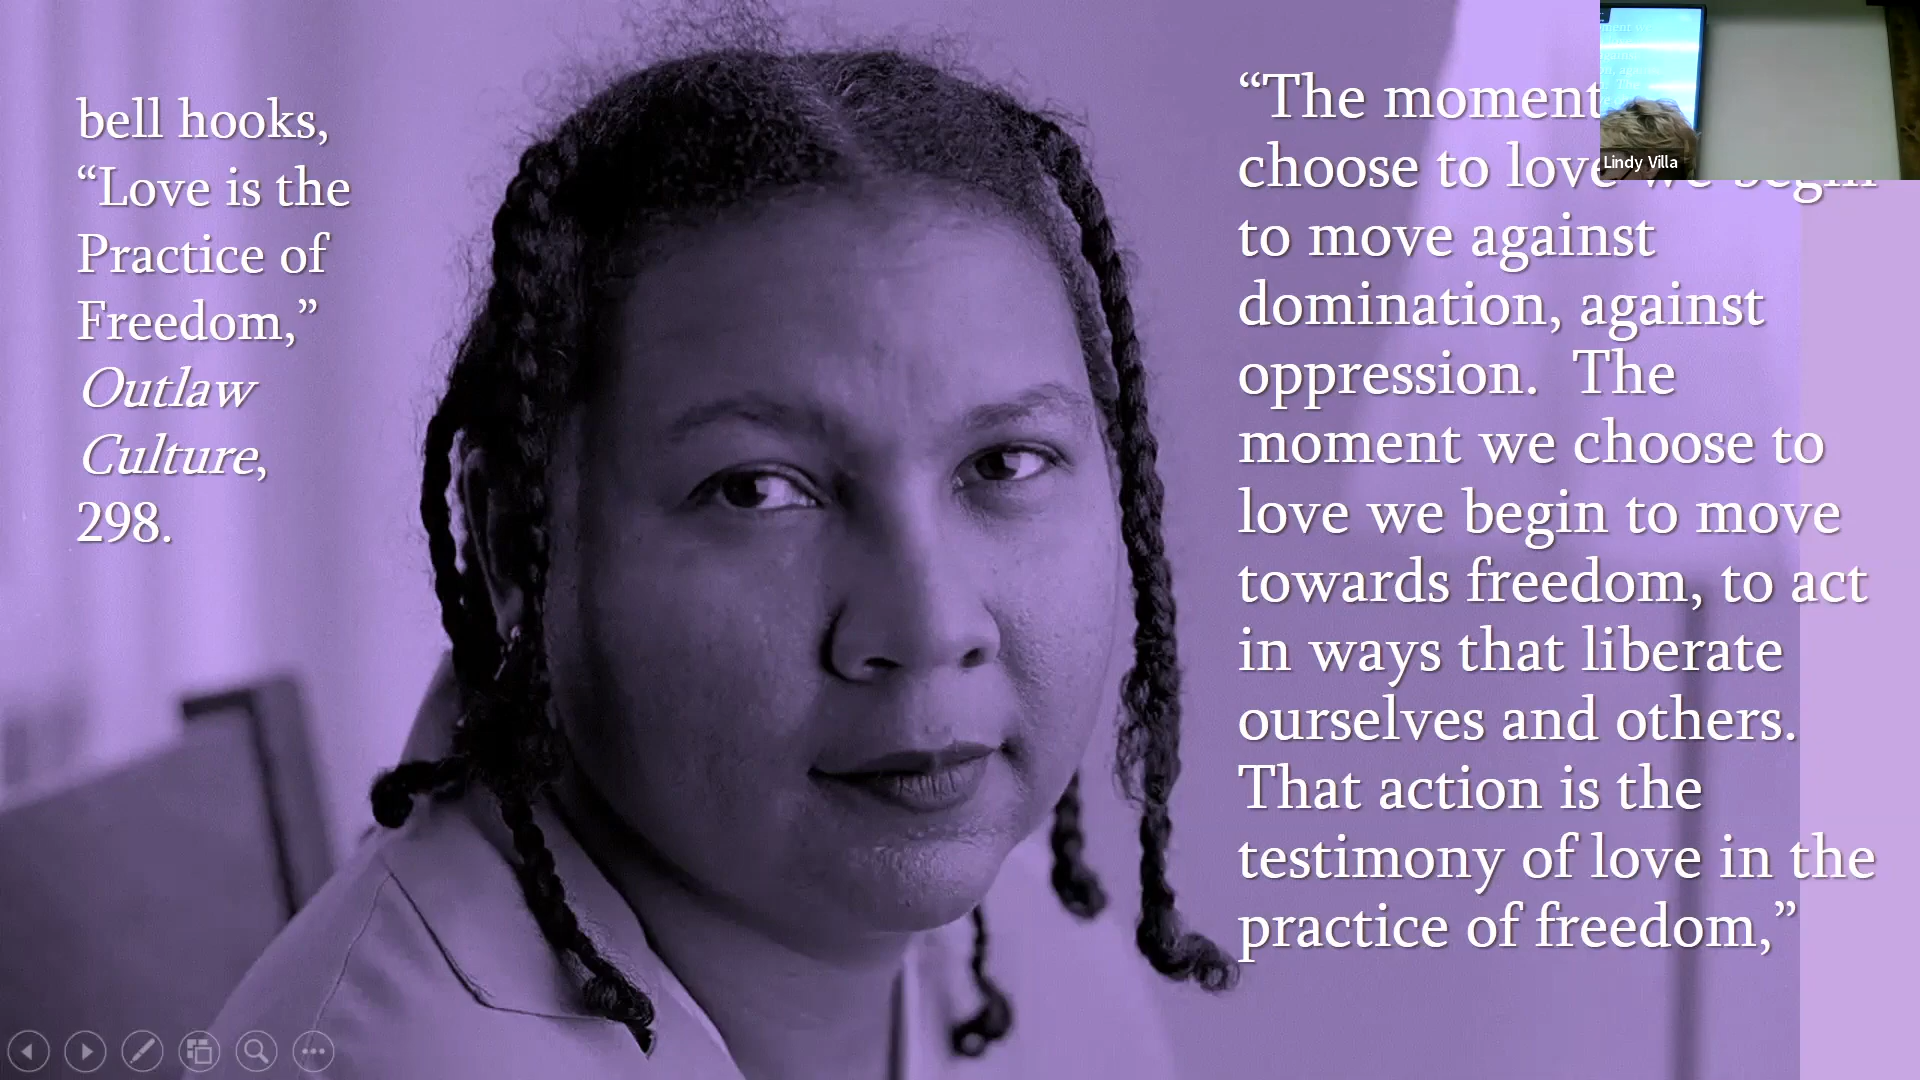 bell hooks,
“Love is the
Practice of
Freedom,”
Outlaw
Culture,
298.
“The moment
choose to love we begin
to move against
domination, against
oppression.  The
moment we choose to
love we begin to move
towards freedom, to act
in ways that liberate
ourselves and others.
That action is the
testimony of love in the
practice of freedom,”
Lindy Villa